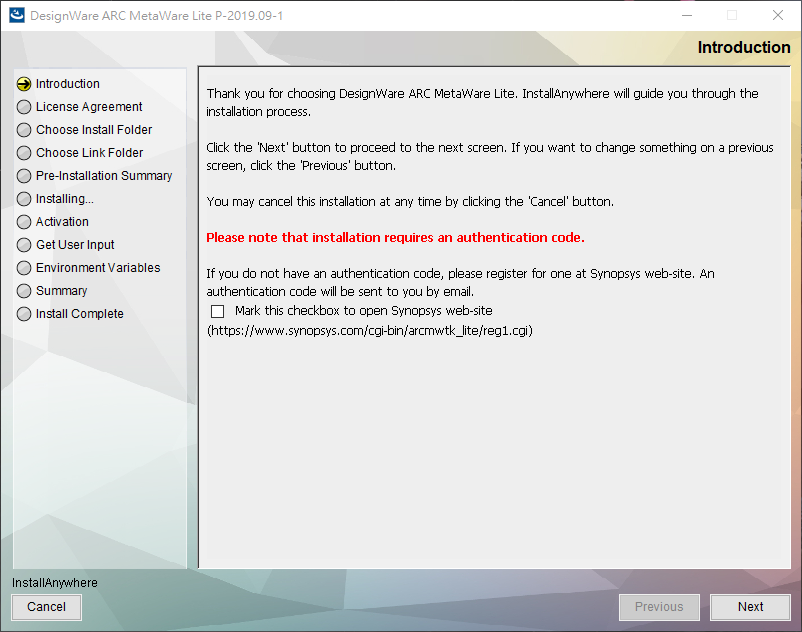 DesignWare ARC MetaWare Lite P-2019.09-1
Introduction
Introduction
License Agreement
Choose Install Folder
Choose Link Folder
Pre-Installation Summary
Installing...
Activation
Get User Input
Environment Variables
Summary
Install Complete
Thank you for choosing DesignWare ARC MetaWare Lite. InstallAnywhere will guide you through the
installation process.
Click the 'Next' button to proceed to the next screen. If you want to change something on a previous
screen, click the 'Previous' button.
You may cancel this installation at any time by clicking the 'Cancel' button.
Please note that installation requires an authentication code.
If you do not have an authentication code, please register for one at Synopsys web-site. An
authentication code will be sent to you by email.
Mark this checkbox to open Synopsys web-site
(https://www.synopsys.com/cgi-bin/arcmwtk_lite/reg1.cgi)
InstallAnywhere
Cancel
Previous
Next